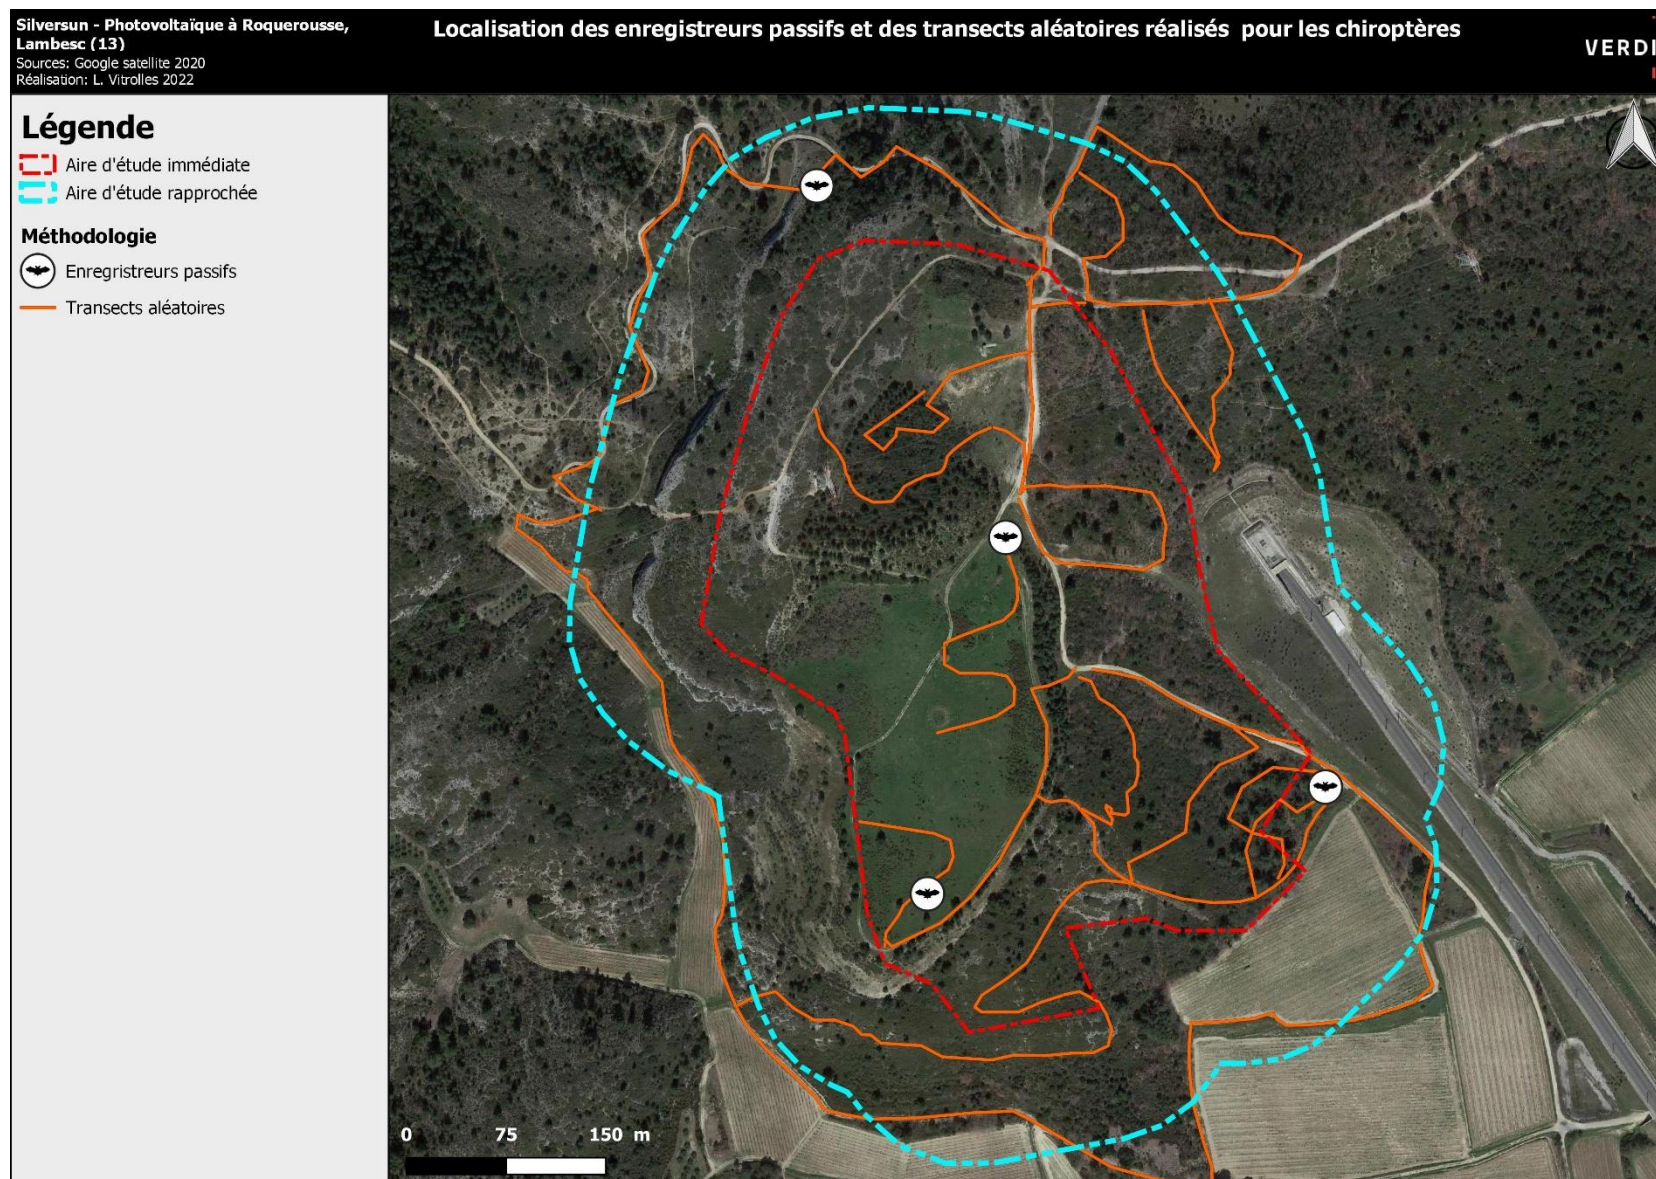 Silversun - Photovoltaïque à Roquerousse,
Lambesc (13)
Sources: Google satellite 2020
Réalisation: L. Vitrolles 2022
Localisation des enregistreurs passifs et des transects aléatoires réalisés pour les chiroptères
VERDI
Légende
Aire d'étude immédiate
Aire d'étude rapprochée
Méthodologie
Enregristreurs passifs
Transects aléatoires
0 75 150 m